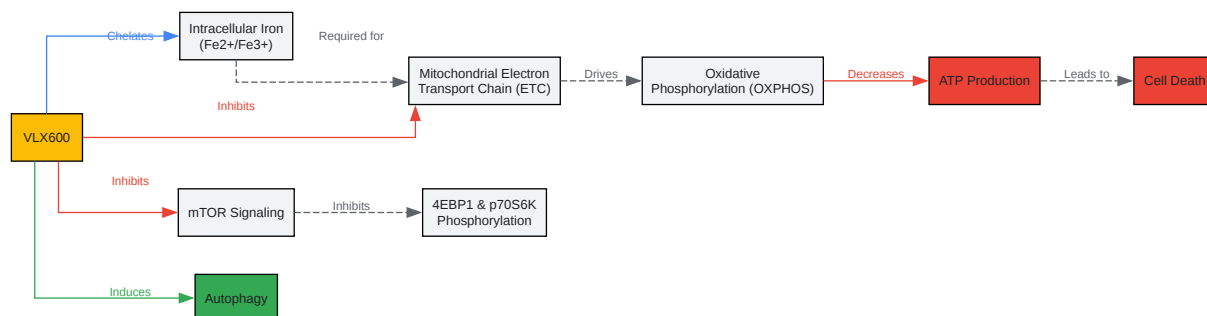 Chelates
Intracellular Iron
(Fe2+/Fe3+)
Required for
Mitochondrial Electron
Transport Chain (ETC)
Drives
Oxidative
Phosphorylation (OXPHOS)
Decreases
ATP Production
Leads to
Cell Death
Inhibits
VLX600
Inhibits
mTOR Signaling
Inhibits
4EBP1 & p70S6K
Phosphorylation
Induces
Autophagy